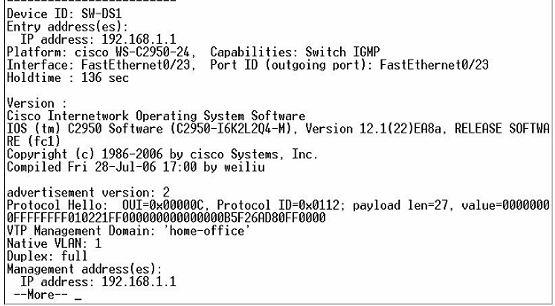 -------------------------
Device ID: SW-DS1
Entry address(es):
  IP address: 192.168.1.1
Platform: cisco WS-C2950-24,  Capabilities: Switch IGMP
Interface: FastEthernet0/23,  Port ID (outgoing port): FastEthernet0/23
Holdtime : 136 sec

Version :
Cisco Internetwork Operating System Software
IOS (tm) C2950 Software (C2950-I6K2L2Q4-M), Version 12.1(22)EA8a, RELEASE SOFTWA
RE (fc1)
Copyright (c) 1986-2006 by cisco Systems, Inc.
Compiled Fri 28-Jul-06 17:00 by weiliu

advertisement version: 2
Protocol Hello:  OUI=0x00000C, Protocol ID=0x0112; payload len=27, value=0000000
0FFFFFFFF010221FF000000000000000B5F26AD80FF0000
VTP Management Domain: 'home-office'
Native VLAN: 1
Duplex: full
Management address(es):
  IP address: 192.168.1.1
 --More-- _